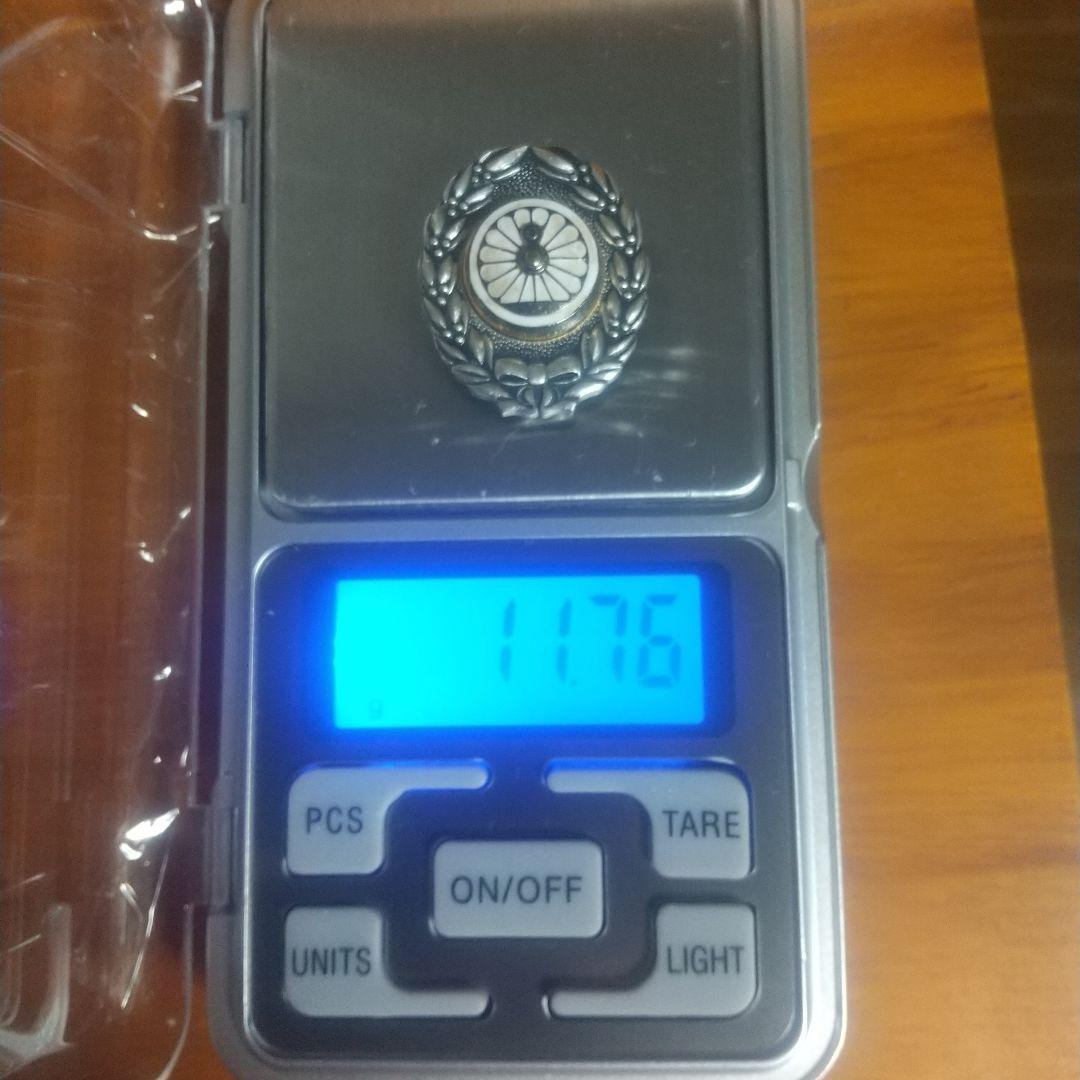 11.76
g
PCS
TARE
ON/OFF
UNITS
LIGHT